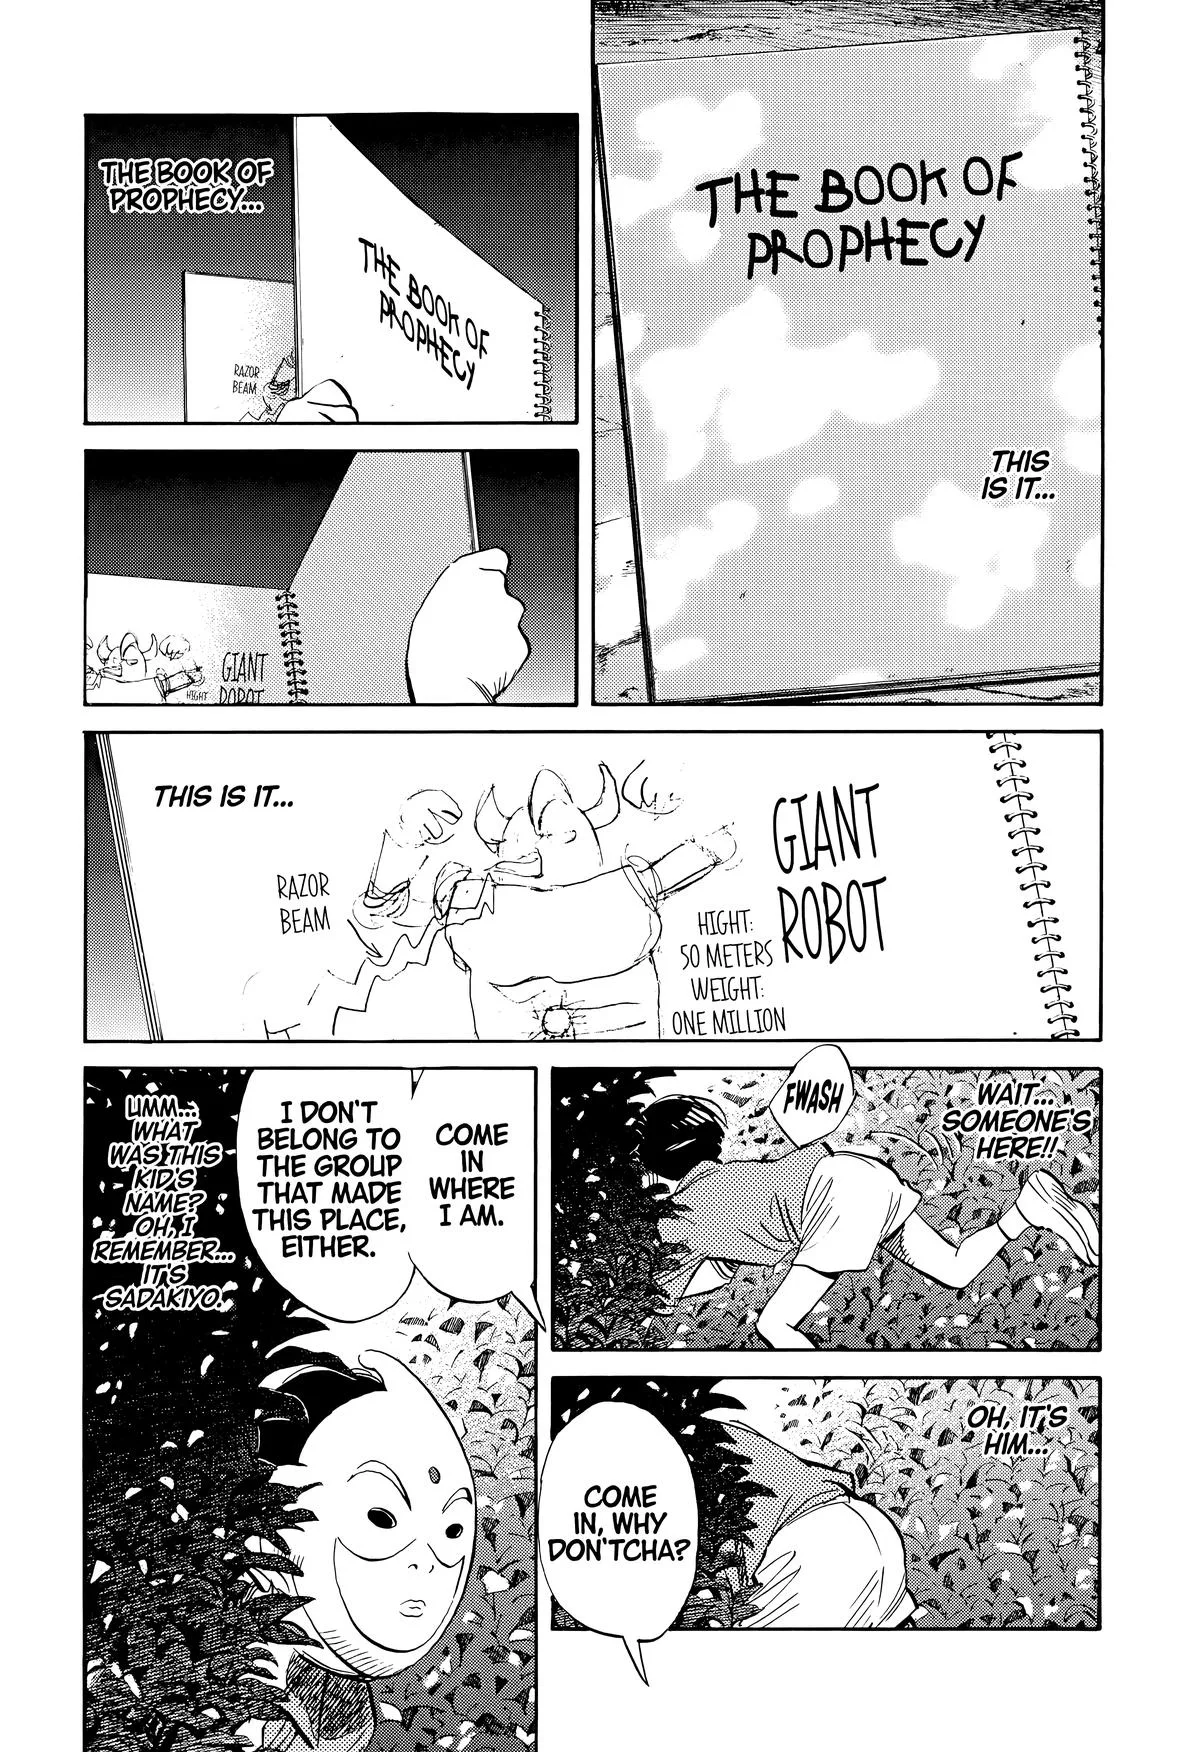 THE BOOK OF
PROPHECY
THIS
IS IT...
THE BOOK OF
PROPHECY...
THE BOOK OF
PROPHECY
RAZOR
BEAM
GIANT
ROBOT
HIGHT
THIS IS IT...
GIANT
ROBOT
HIGHT:
50 METERS
WEIGHT:
ONE MILLION
RAZOR
BEAM
FWASH
WAIT...
SOMEONE'S
HERE!!
OH, IT'S
HIM...
COME
IN, WHY
DON'TCHA?
COME
IN
WHERE
I AM.
I DON'T
BELONG TO
THE GROUP
THAT MADE
THIS PLACE,
EITHER.
UMM...
WHAT
WAS THIS
KID'S
NAME?
OH, I
REMEMBER...
IT'S
SADAKIYO.